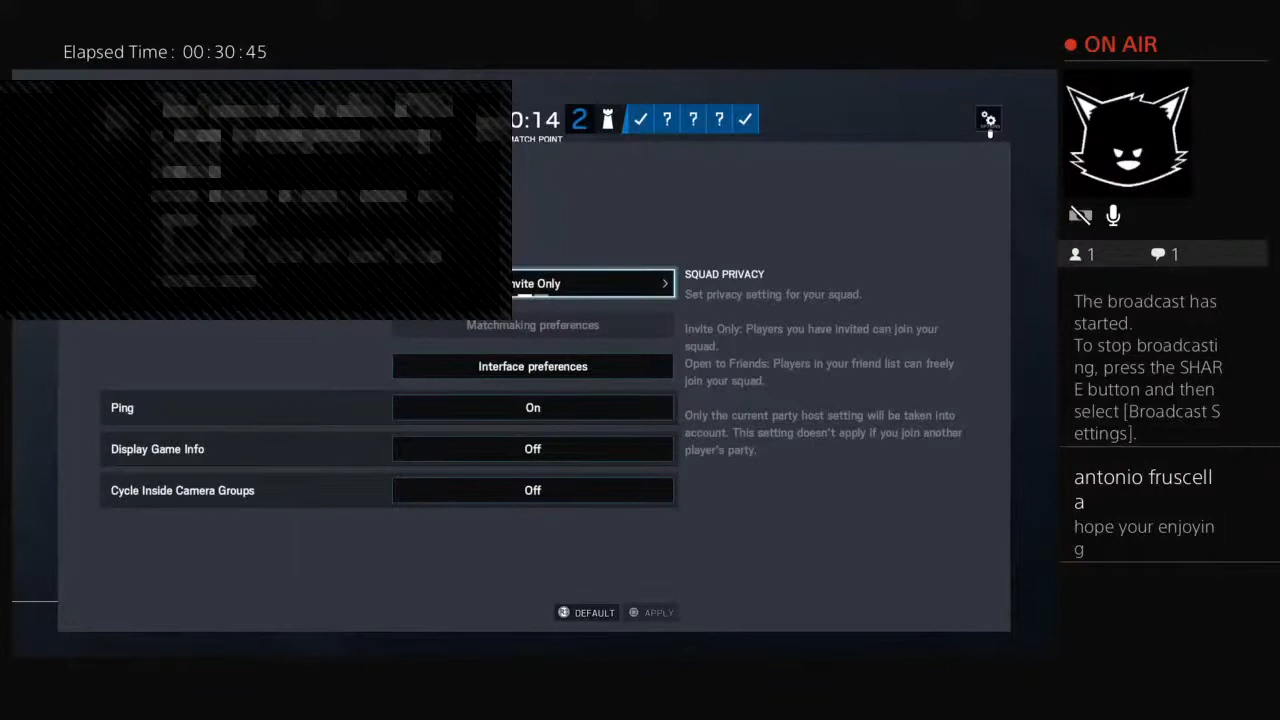 Elapsed Time: 00:30:45
ON AIR
0:14 2 ✓ ? ? ? ✓
MATCH POINT
OPTIONS
1 1
Invite Only
Matchmaking preferences
Interface preferences
Ping On
Display Game Info Off
Cycle Inside Camera Groups Off
SQUAD PRIVACY
Set privacy setting for your squad.
Invite Only: Players you have invited can join your
squad.
Open to Friends: Players in your friend list can freely
join your squad.
Only the current party host setting will be taken into
account. This setting doesn't apply if you join another
player's party.
R3 DEFAULT APPLY
The broadcast has
started.
To stop broadcasti
ng, press the SHAR
E button and then
select [Broadcast S
ettings].
antonio fruscell
a
hope your enjoyin
g